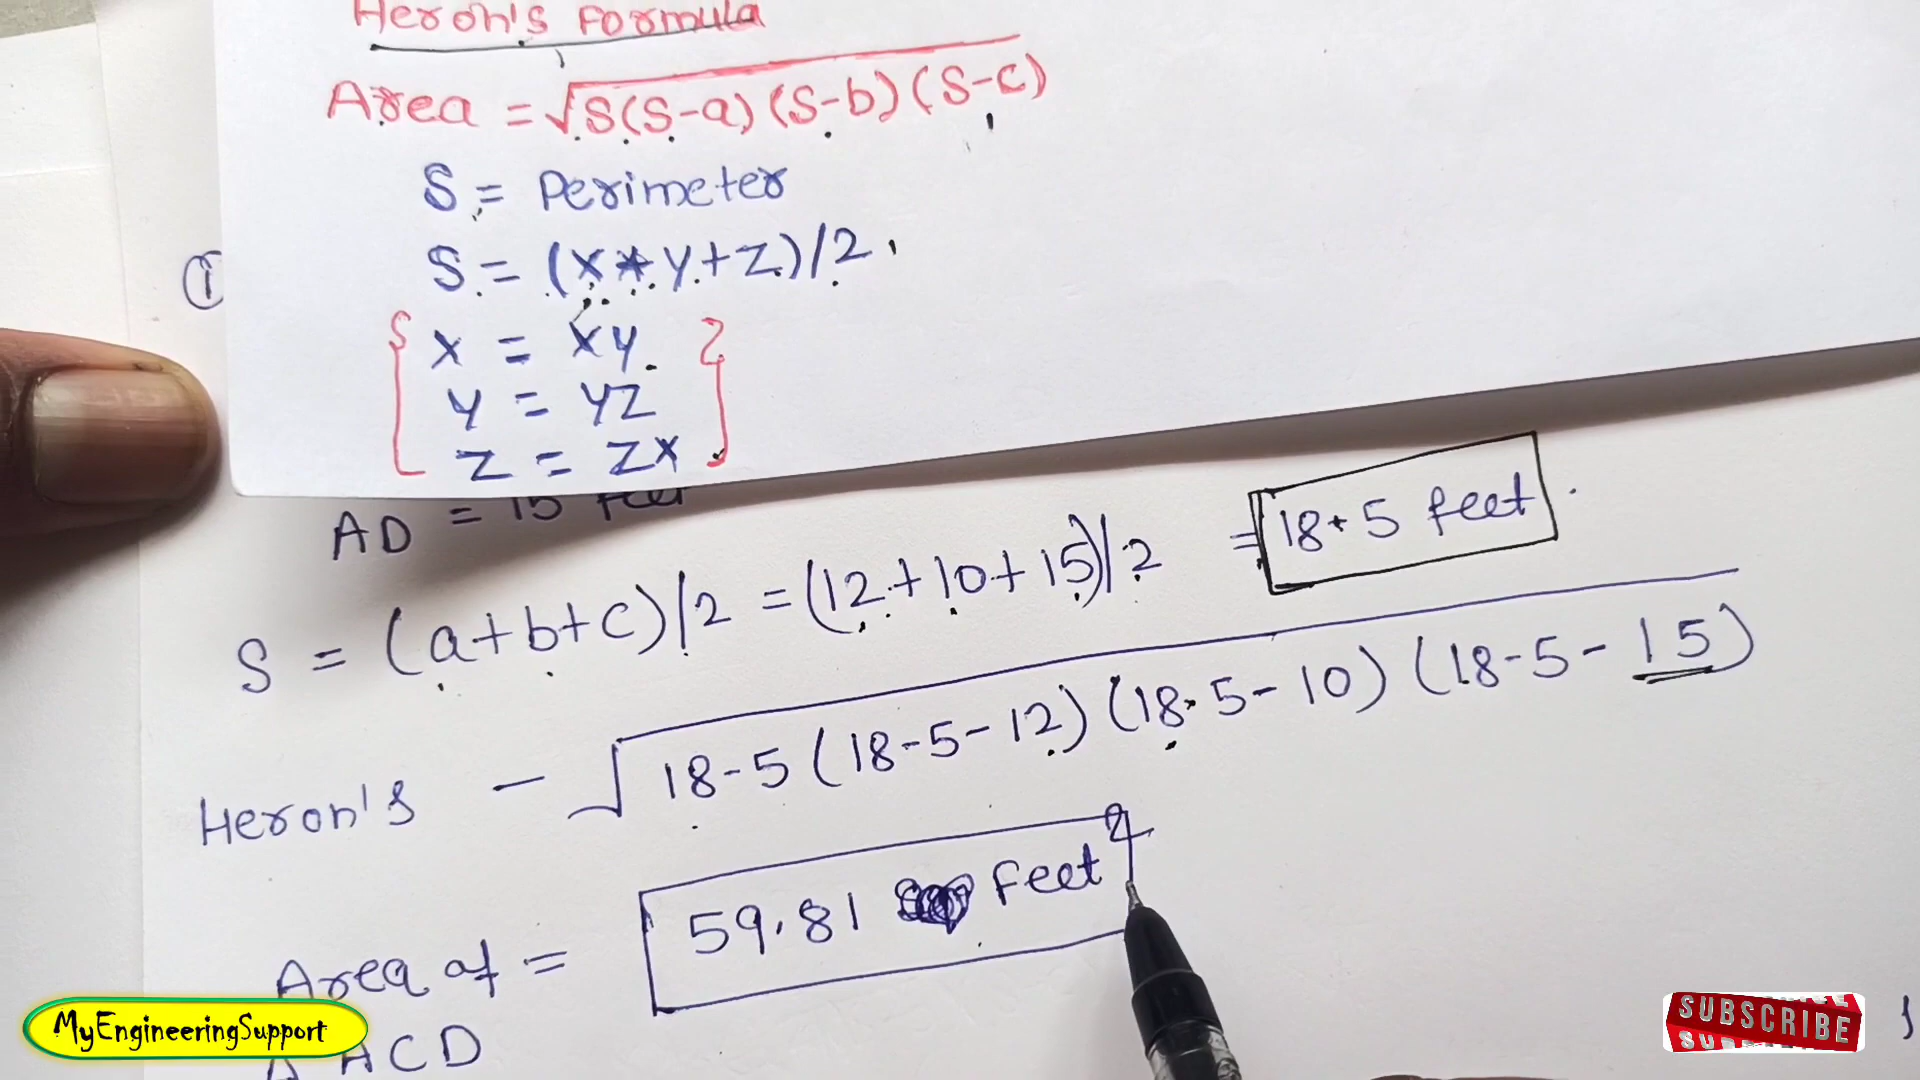 Heron's Formula
Area = √S(S-a)(S-b)(S-c)
S = Perimeter
S = (X+Y+Z)/2
①
X = XY
Y = YZ
Z = ZX
AD = 15 feet
S = (a+b+c)/2 = (12+10+15)/2 = 18.5 feet
Heron's - √18-5(18-5-12)(18.5-10)(18-5-15)
Area of = 59.81 Feet²
Δ ACD
MyEngineeringSupport
SUBSCRIBE